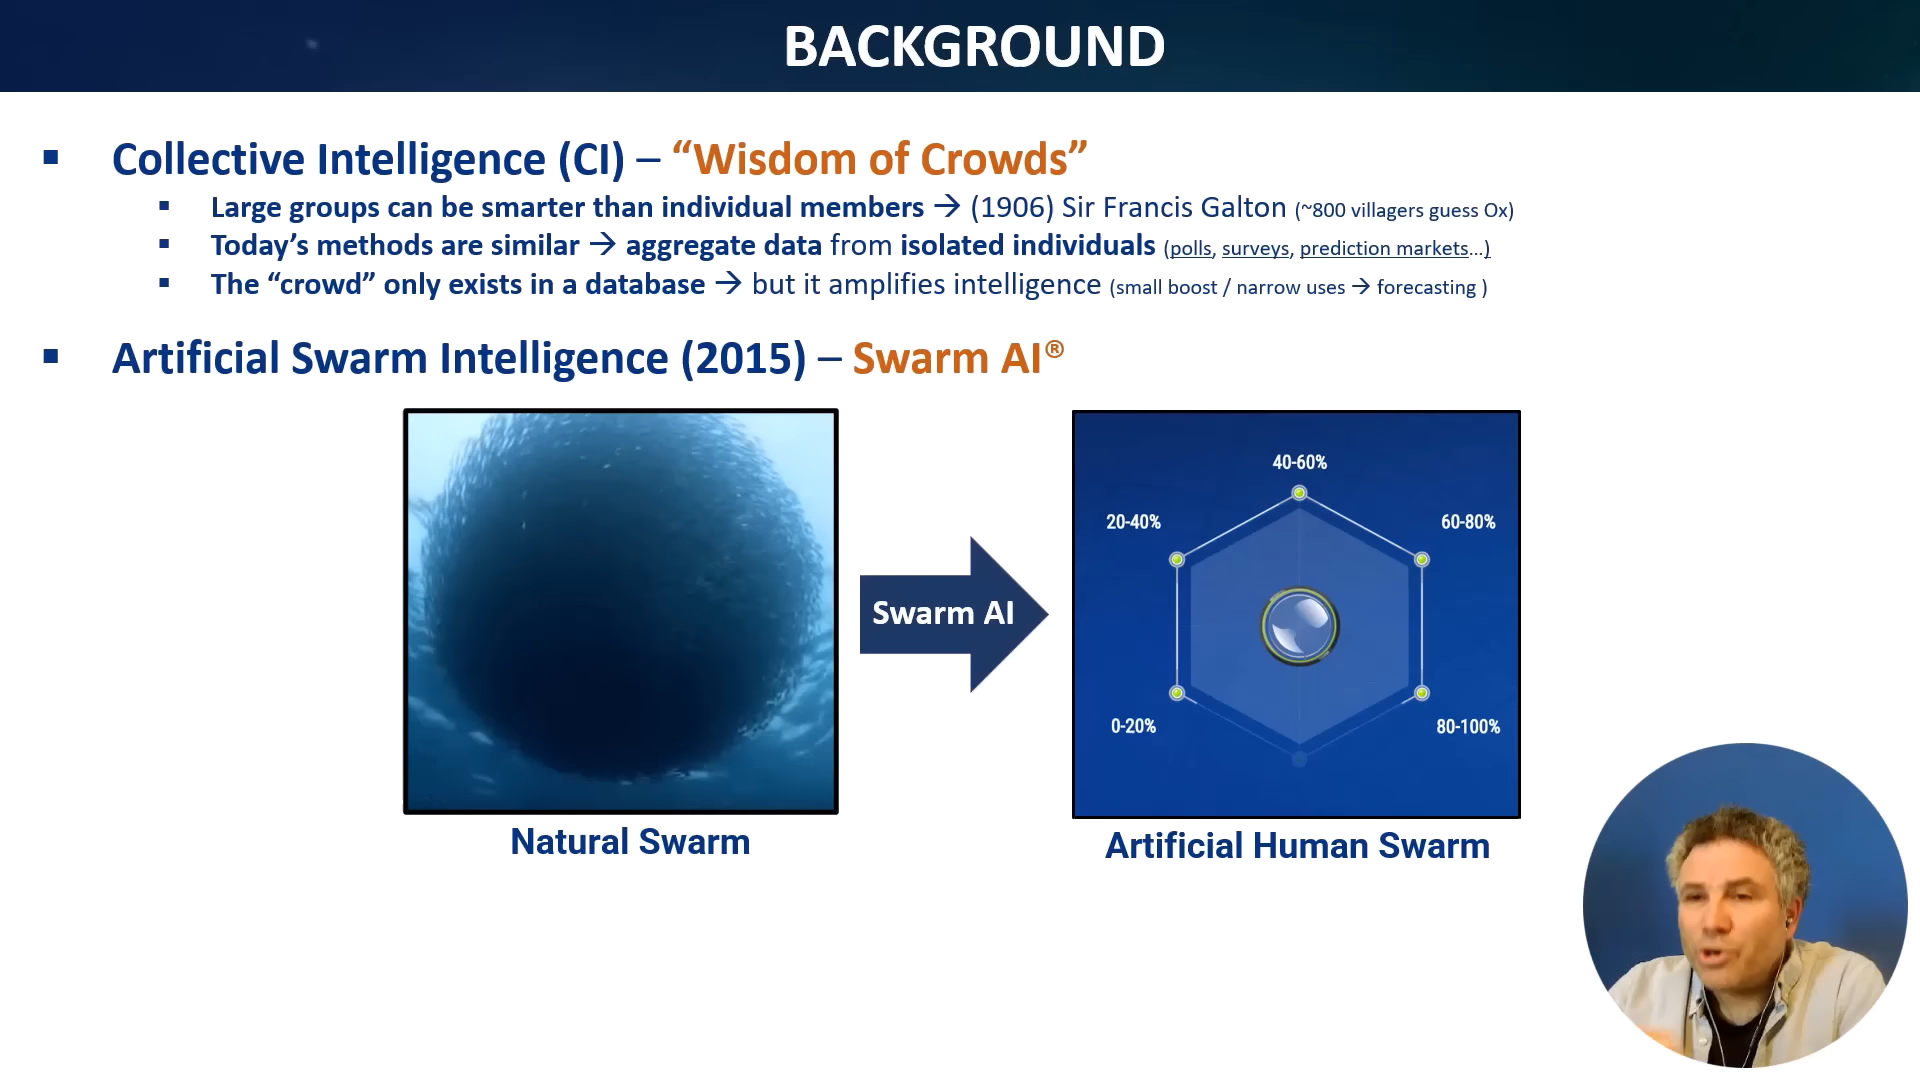 BACKGROUND
▪ Collective Intelligence (CI) – “Wisdom of Crowds”
▪ Large groups can be smarter than individual members → (1906) Sir Francis Galton (~800 villagers guess Ox)
▪ Today’s methods are similar → aggregate data from isolated individuals (polls, surveys, prediction markets...)
▪ The “crowd” only exists in a database → but it amplifies intelligence (small boost / narrow uses → forecasting )
▪ Artificial Swarm Intelligence (2015) – Swarm AI®
40-60%
20-40%
60-80%
Swarm AI
0-20%
80-100%
Natural Swarm
Artificial Human Swarm